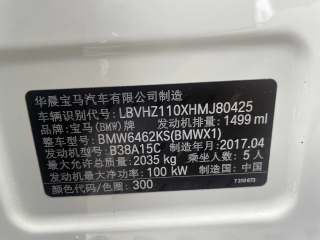 华晨宝马汽车有限公司制造
车辆识别代号: LBVHZ110XHMJ80425
品牌: 宝马(BMW)牌 发动机排量: 1499 ml
整车型号: BMW6462KS(BMWX1)
发动机型号: B38A15C 制造年月: 2017.04
最大允许总质量: 2035 kg 乘坐人数: 5 人
发动机最大净功率: 100 kW 制造国: 中国
颜色代码/色圈: 300
7 310 673